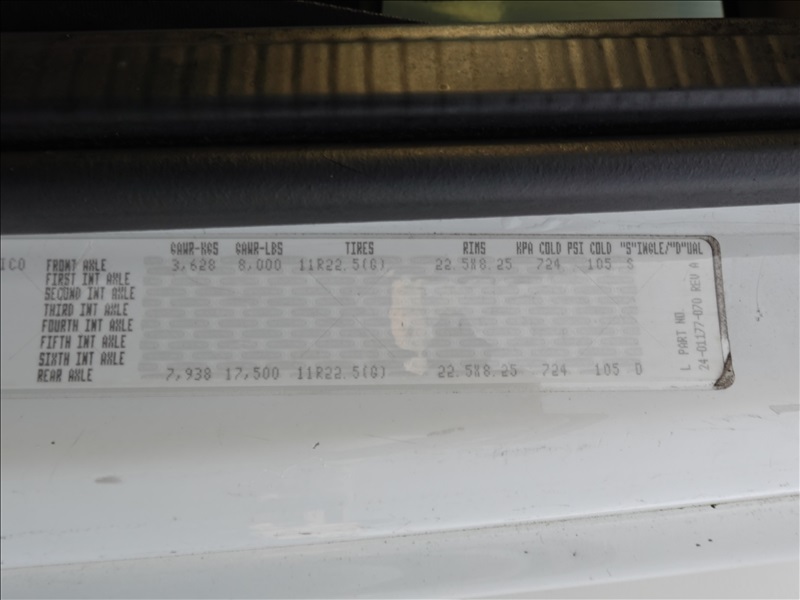 GAWR-KGS GAWR-LBS TIRES RIMS KPA COLD PSI COLD "S"INGLE/"D"UAL
ICO FRONT AXLE 3,628 8,000 11R22.5(G) 22.5X8.25 724 105 S
FIRST INT AXLE
SECOND INT AXLE
THIRD INT AXLE
FOURTH INT AXLE
FIFTH INT AXLE
SIXTH INT AXLE
REAR AXLE 7,938 17,500 11R22.5(G) 22.5X8.25 724 105 D
L PART NO.
24-01177-070 REV A